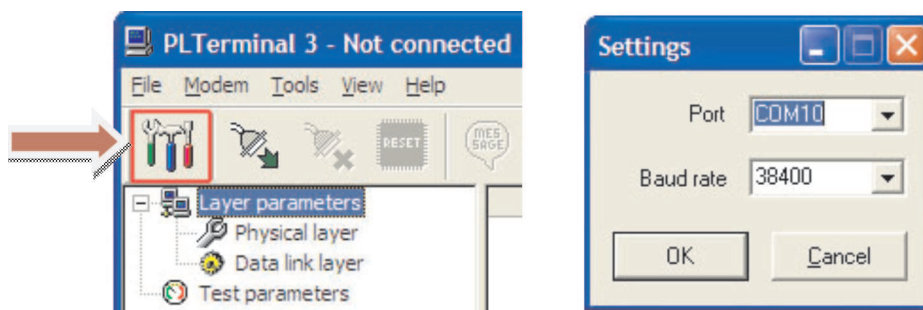 PLTerminal 3 - Not connected
File Modem Tools View Help
RESET
MES
SAGE
Layer parameters
Physical layer
Data link layer
Test parameters
Settings
Port COM10
Baud rate 38400
OK Cancel